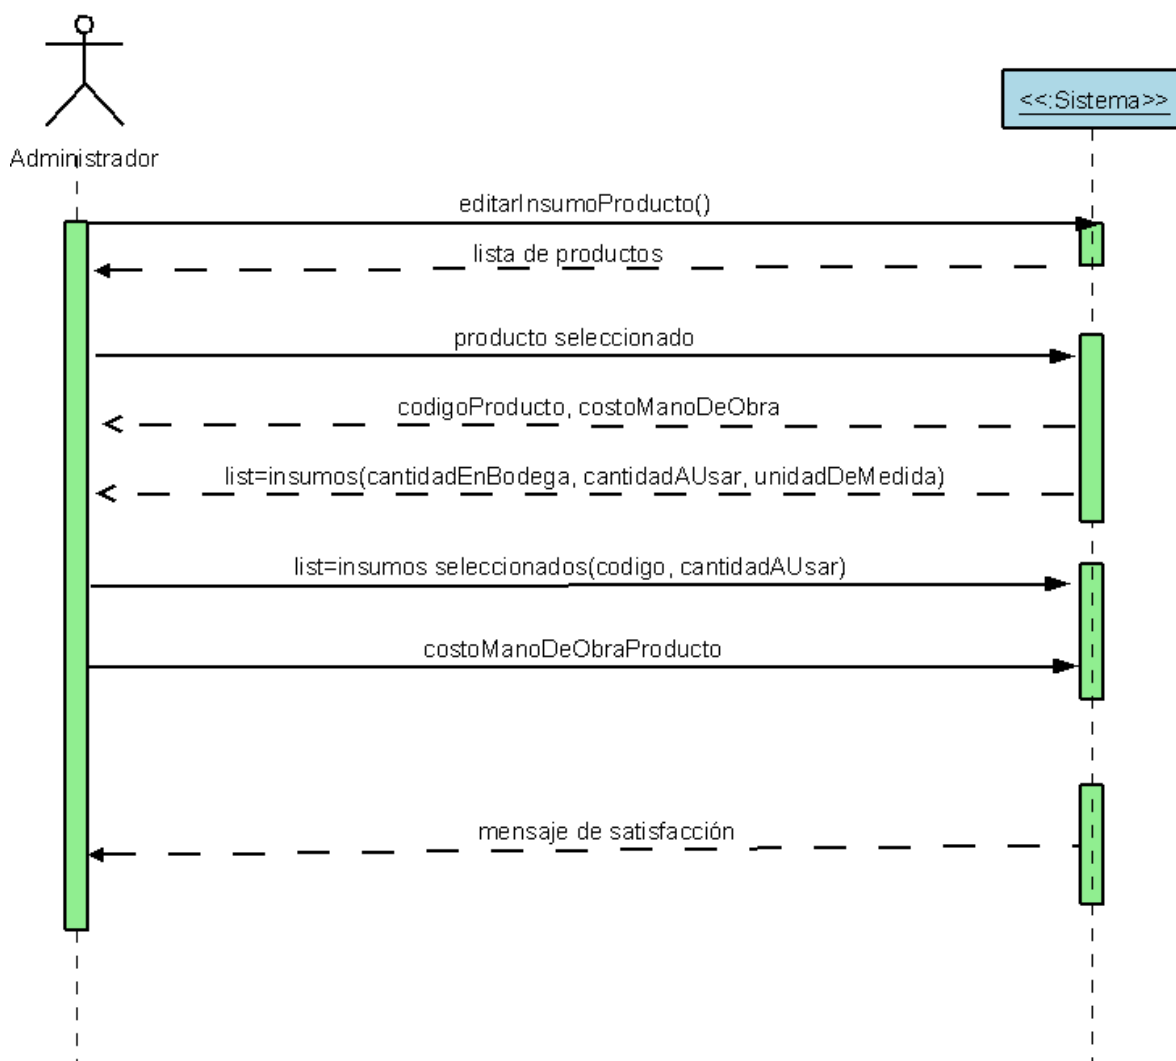 <<:Sistema>>
Administrador
editarInsumoProducto()
lista de productos
producto seleccionado
codigoProducto, costoManoDeObra
list=insumos(cantidadEnBodega, cantidadAUsar, unidadDeMedida)
list=insumos seleccionados(codigo, cantidadAUsar)
costoManoDeObraProducto
mensaje de satisfacción